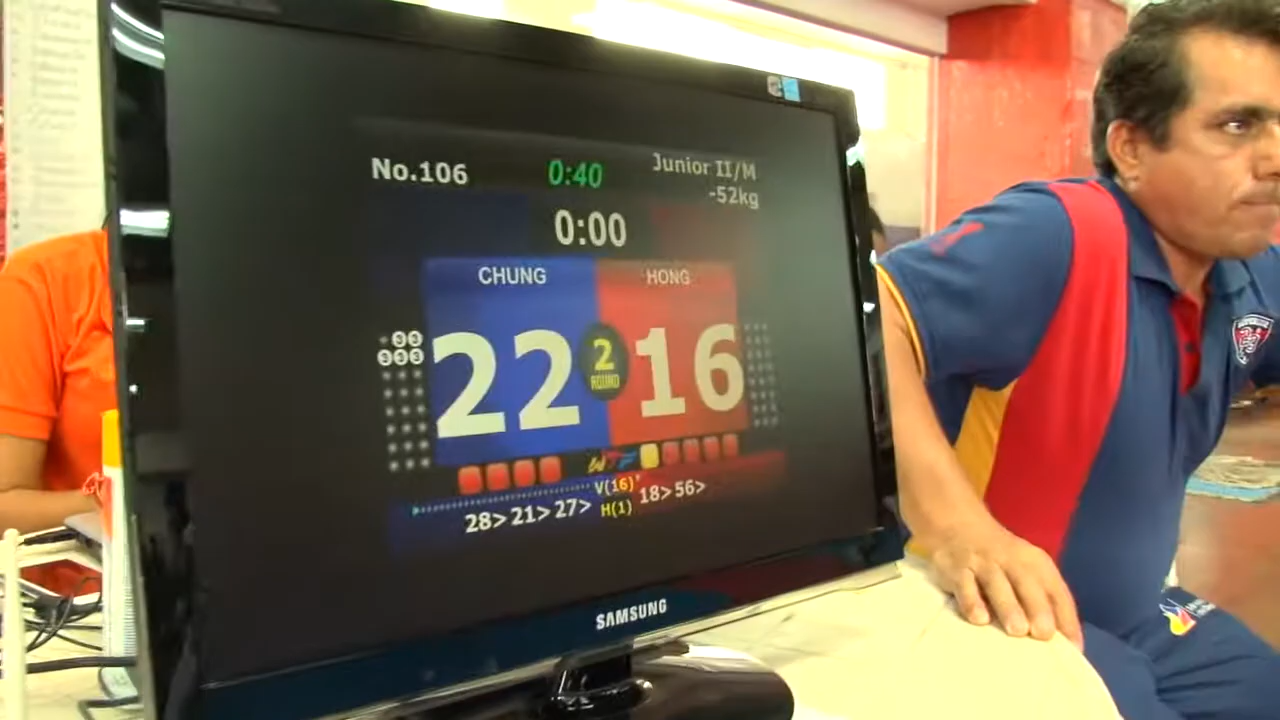 No.106
0:40
Junior II/M
-52kg
0:00
CHUNG
HONG
22
2
ROUND
16
28>21>27>
V(16)
H(1)
18>56>
SAMSUNG